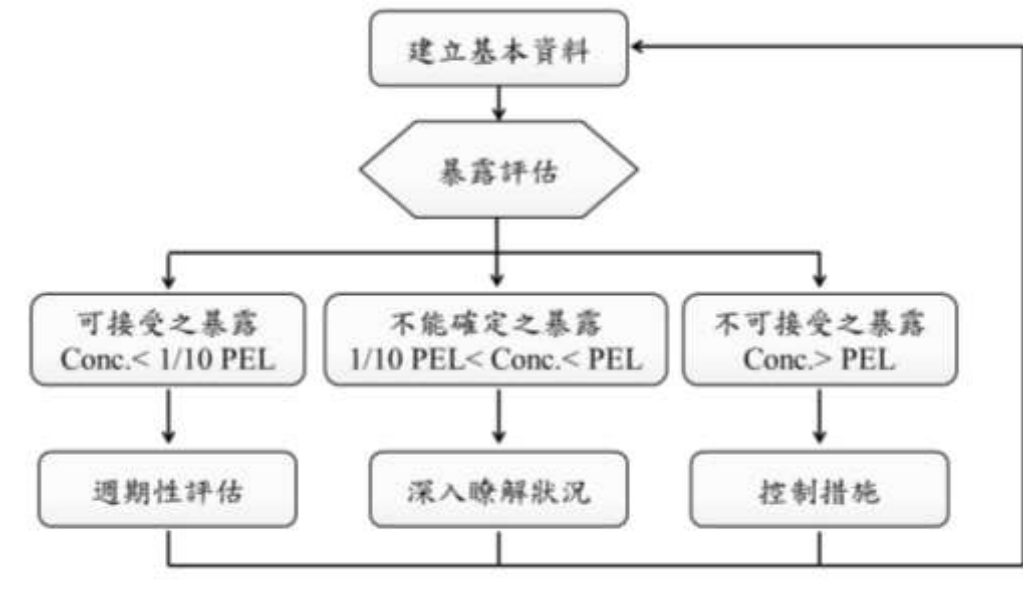 建立基本資料
暴露評估
可接受之暴露
Conc.< 1/10 PEL
不能確定之暴露
1/10 PEL< Conc.< PEL
不可接受之暴露
Conc.> PEL
週期性評估
深入瞭解狀況
控制措施